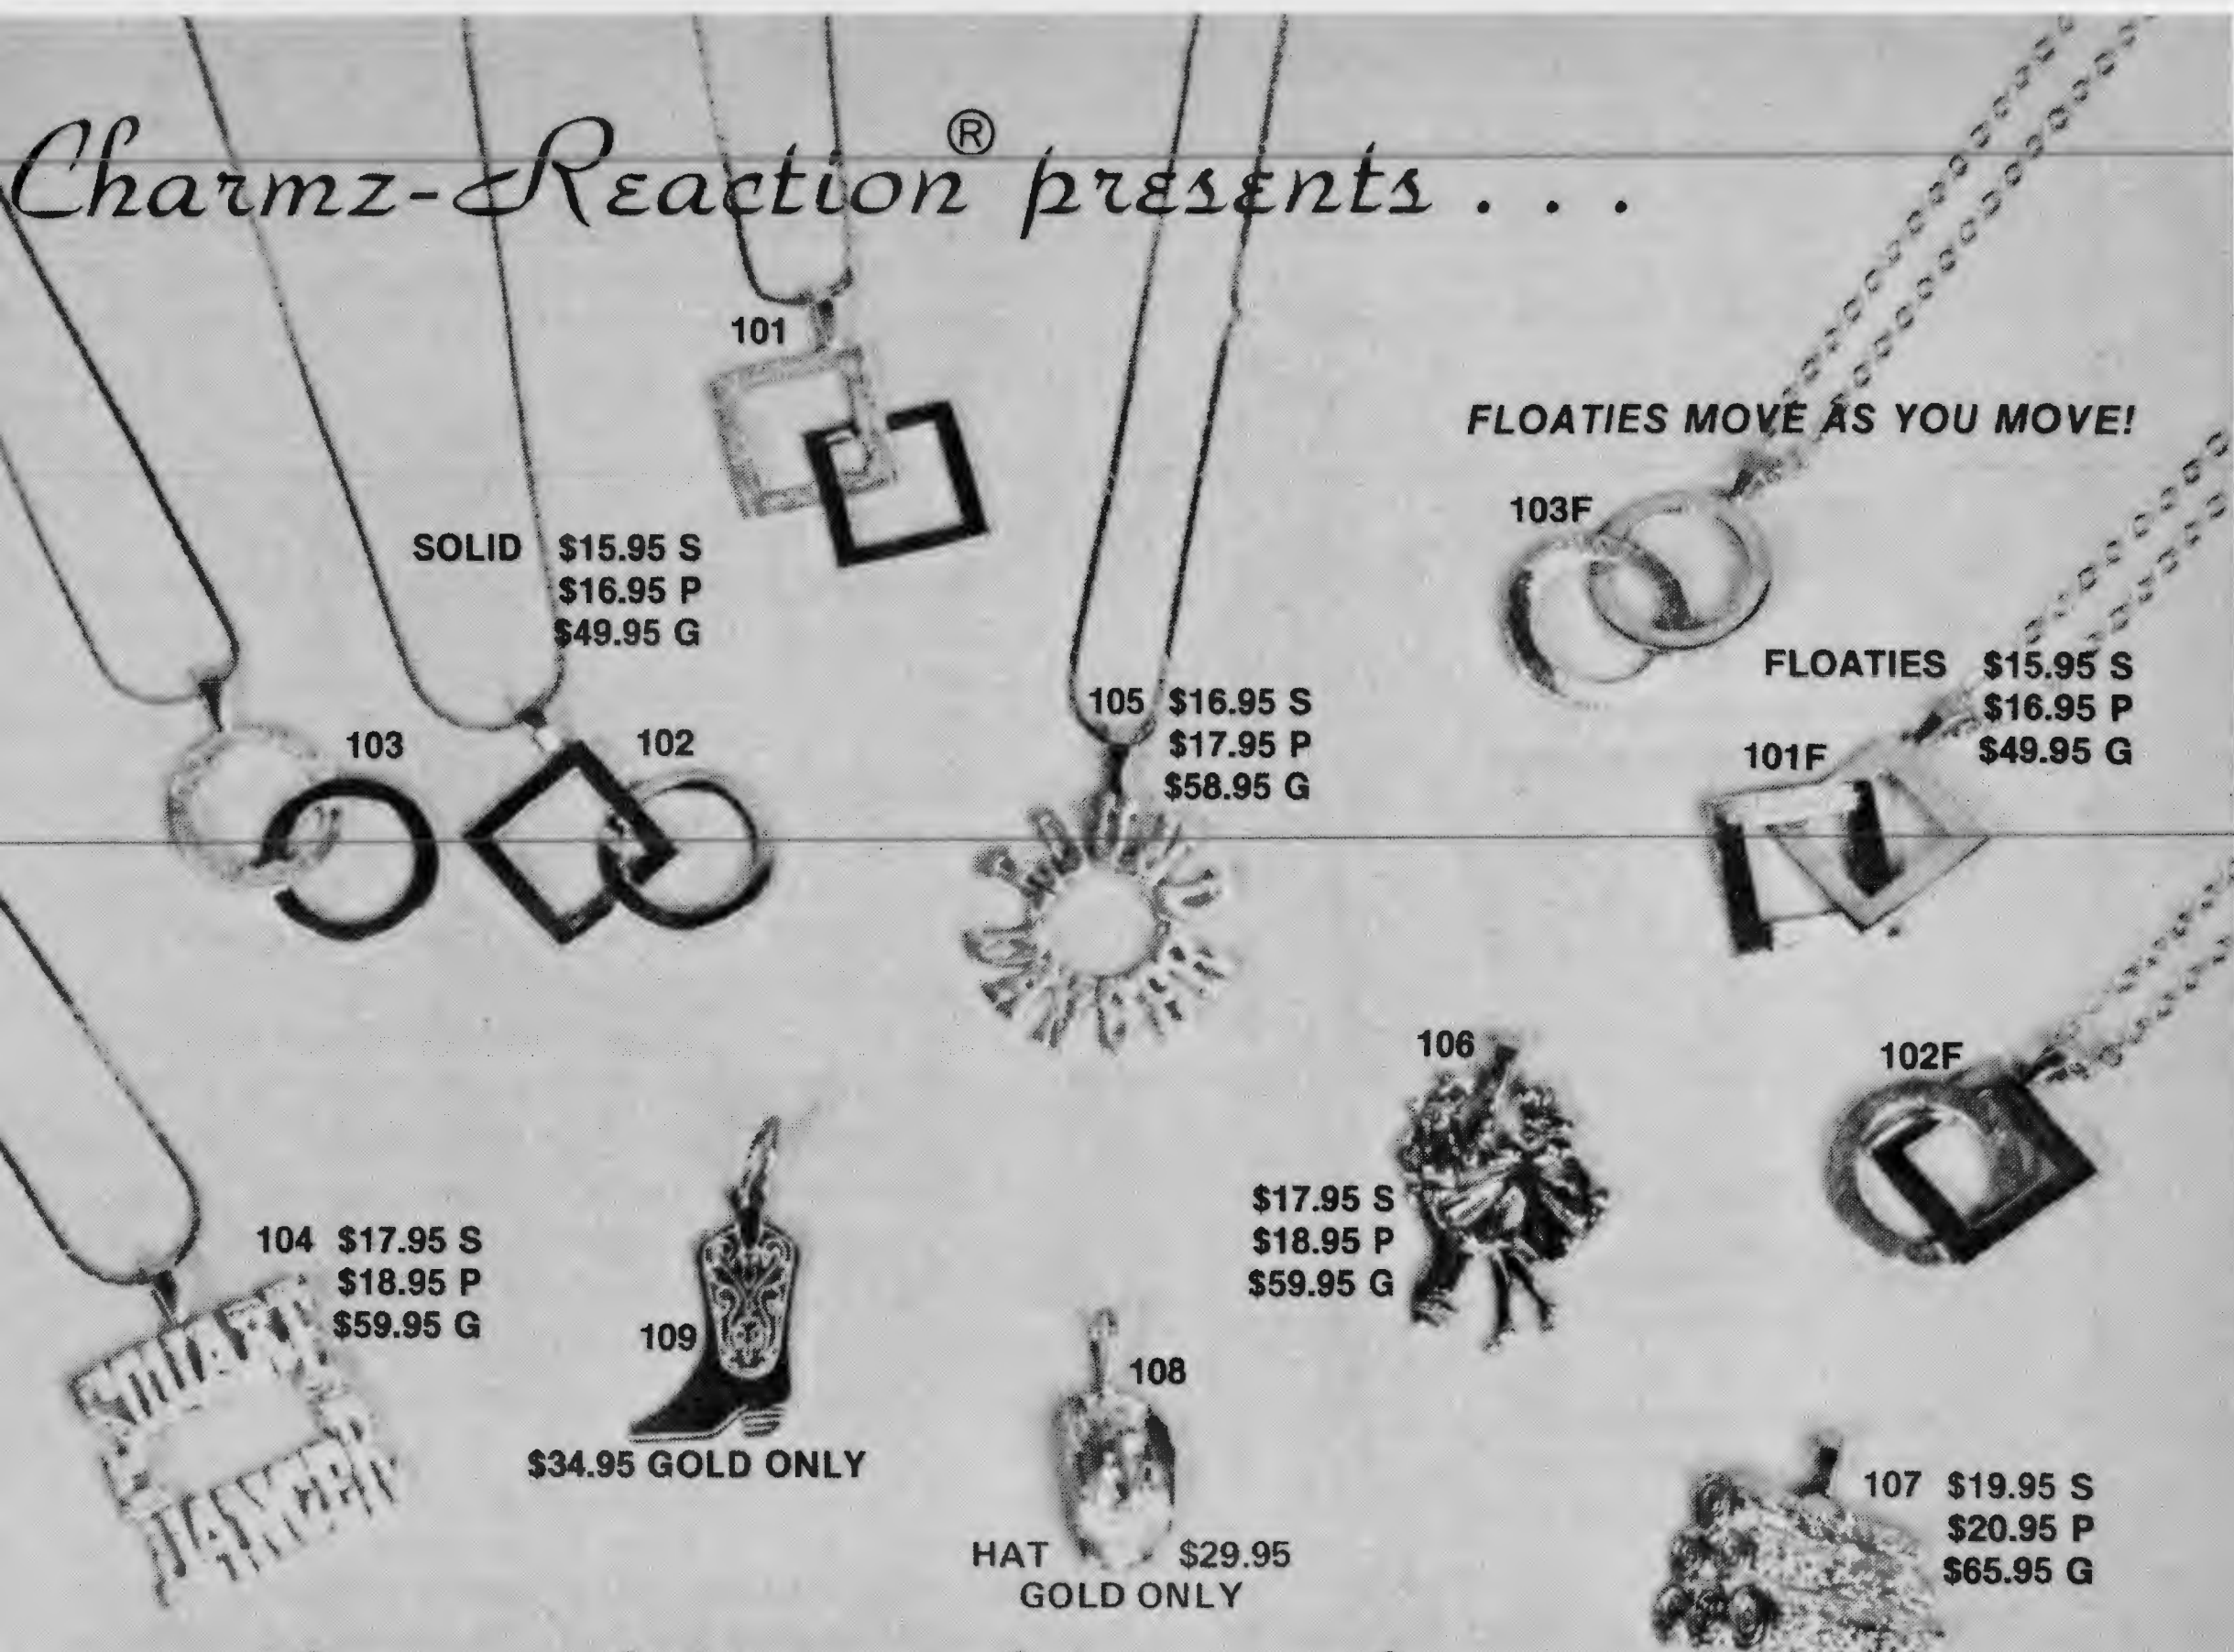 Charmz-Reaction® presents . . .
101
FLOATIES MOVE AS YOU MOVE!
103F
SOLID $15.95 S
$16.95 P
$49.95 G
FLOATIES $15.95 S
$16.95 P
$49.95 G
101F
103
102
105 $16.95 S
$17.95 P
$58.95 G
106
$17.95 S
$18.95 P
$59.95 G
102F
104 $17.95 S
$18.95 P
$59.95 G
109
$34.95 GOLD ONLY
108
HAT $29.95
GOLD ONLY
107 $19.95 S
$20.95 P
$65.95 G